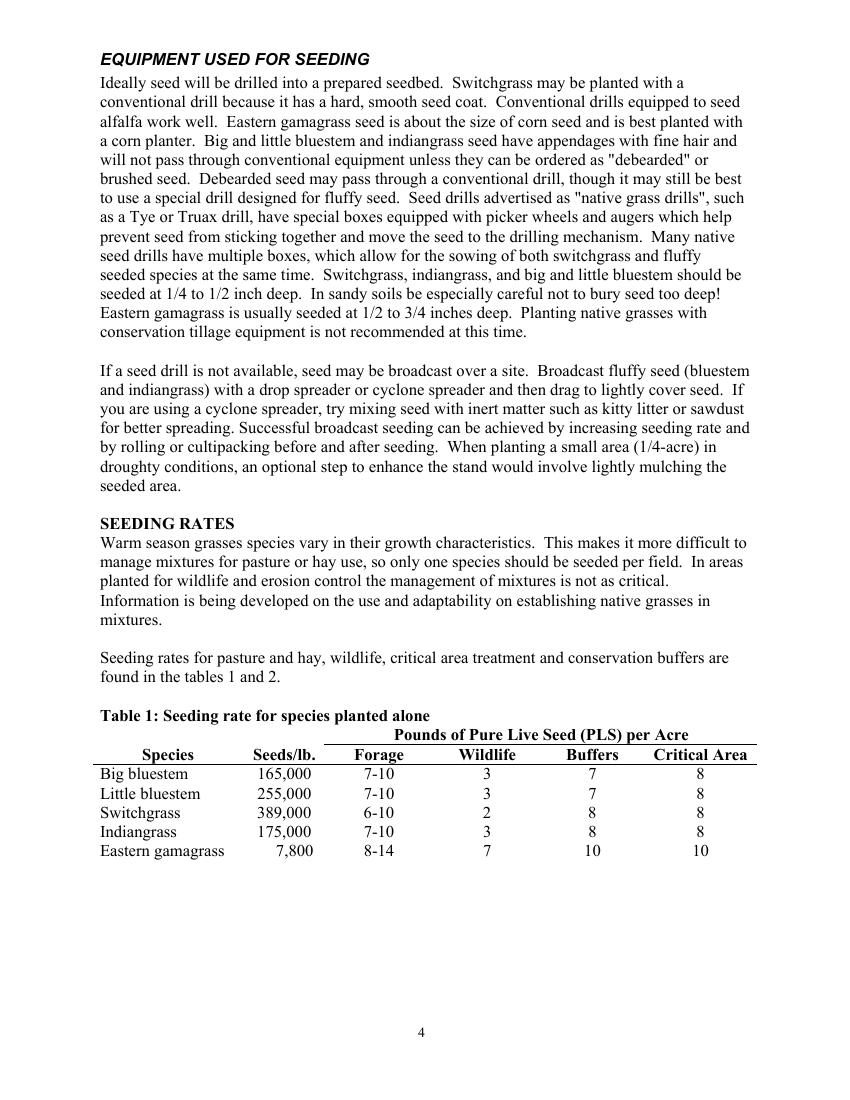 EQUIPMENT USED FOR SEEDING
Ideally seed will be drilled into a prepared seedbed.  Switchgrass may be planted with a
conventional drill because it has a hard, smooth seed coat.  Conventional drills equipped to seed
alfalfa work well.  Eastern gamagrass seed is about the size of corn seed and is best planted with
a corn planter.  Big and little bluestem and indiangrass seed have appendages with fine hair and
will not pass through conventional equipment unless they can be ordered as "debearded" or
brushed seed.  Debearded seed may pass through a conventional drill, though it may still be best
to use a special drill designed for fluffy seed.  Seed drills advertised as "native grass drills", such
as a Tye or Truax drill, have special boxes equipped with picker wheels and augers which help
prevent seed from sticking together and move the seed to the drilling mechanism.  Many native
seed drills have multiple boxes, which allow for the sowing of both switchgrass and fluffy
seeded species at the same time.  Switchgrass, indiangrass, and big and little bluestem should be
seeded at 1/4 to 1/2 inch deep.  In sandy soils be especially careful not to bury seed too deep!
Eastern gamagrass is usually seeded at 1/2 to 3/4 inches deep.  Planting native grasses with
conservation tillage equipment is not recommended at this time.
If a seed drill is not available, seed may be broadcast over a site.  Broadcast fluffy seed (bluestem
and indiangrass) with a drop spreader or cyclone spreader and then drag to lightly cover seed.  If
you are using a cyclone spreader, try mixing seed with inert matter such as kitty litter or sawdust
for better spreading. Successful broadcast seeding can be achieved by increasing seeding rate and
by rolling or cultipacking before and after seeding.  When planting a small area (1/4-acre) in
droughty conditions, an optional step to enhance the stand would involve lightly mulching the
seeded area.
SEEDING RATES
Warm season grasses species vary in their growth characteristics.  This makes it more difficult to
manage mixtures for pasture or hay use, so only one species should be seeded per field.  In areas
planted for wildlife and erosion control the management of mixtures is not as critical.
Information is being developed on the use and adaptability on establishing native grasses in
mixtures.
Seeding rates for pasture and hay, wildlife, critical area treatment and conservation buffers are
found in the tables 1 and 2.
Table 1: Seeding rate for species planted alone
Pounds of Pure Live Seed (PLS) per Acre
Species Seeds/lb. Forage Wildlife Buffers Critical Area
Big bluestem 165,000 7-10 3 7 8
Little bluestem 255,000 7-10 3 7 8
Switchgrass 389,000 6-10 2 8 8
Indiangrass 175,000 7-10 3 8 8
Eastern gamagrass 7,800 8-14 7 10 10
4